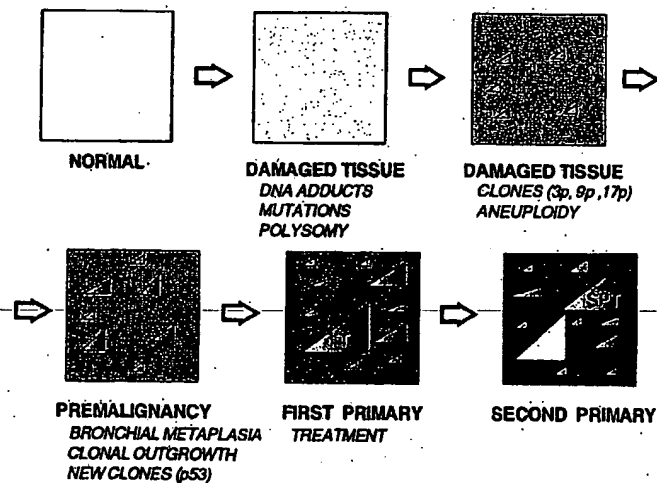 NORMAL
DAMAGED TISSUE
DNA ADDUCTS
MUTATIONS
POLYSOMY
DAMAGED TISSUE
CLONES (3p, 9p, 17p)
ANEUPLOIDY
PREMALIGNANCY
BRONCHIAL METAPLASIA
CLONAL OUTGROWTH
NEW CLONES (p53)
FIRST PRIMARY
TREATMENT
SPT
SECOND PRIMARY